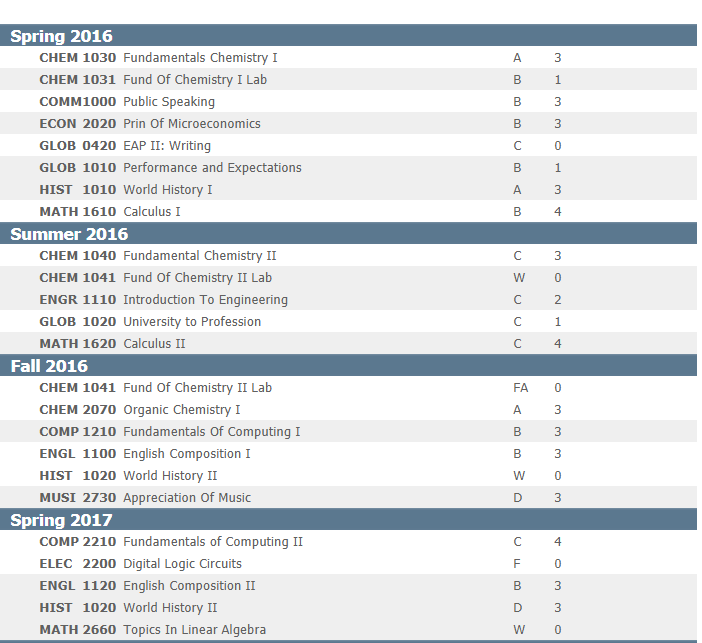 Spring 2016
CHEM 1030 Fundamentals Chemistry I A 3
CHEM 1031 Fund Of Chemistry I Lab B 1
COMM1000 Public Speaking B 3
ECON 2020 Prin Of Microeconomics B 3
GLOB 0420 EAP II: Writing C 0
GLOB 1010 Performance and Expectations B 1
HIST 1010 World History I A 3
MATH 1610 Calculus I B 4
Summer 2016
CHEM 1040 Fundamental Chemistry II C 3
CHEM 1041 Fund Of Chemistry II Lab W 0
ENGR 1110 Introduction To Engineering C 2
GLOB 1020 University to Profession C 1
MATH 1620 Calculus II C 4
Fall 2016
CHEM 1041 Fund Of Chemistry II Lab FA 0
CHEM 2070 Organic Chemistry I A 3
COMP 1210 Fundamentals Of Computing I B 3
ENGL 1100 English Composition I B 3
HIST 1020 World History II W 0
MUSI 2730 Appreciation Of Music D 3
Spring 2017
COMP 2210 Fundamentals of Computing II C 4
ELEC 2200 Digital Logic Circuits F 0
ENGL 1120 English Composition II B 3
HIST 1020 World History II D 3
MATH 2660 Topics In Linear Algebra W 0